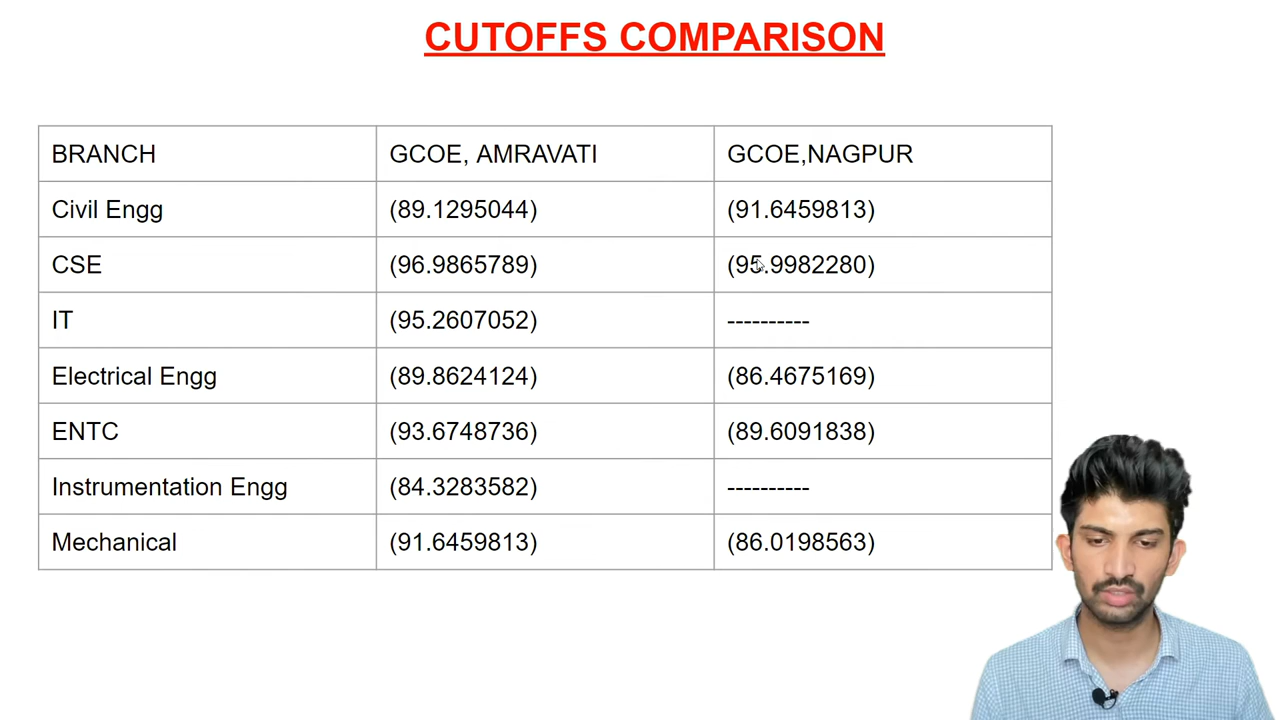 CUTOFFS COMPARISON
BRANCH GCOE, AMRAVATI GCOE,NAGPUR
Civil Engg (89.1295044) (91.6459813)
CSE (96.9865789) (95.9982280)
IT (95.2607052) ----------
Electrical Engg (89.8624124) (86.4675169)
ENTC (93.6748736) (89.6091838)
Instrumentation Engg (84.3283582) ----------
Mechanical (91.6459813) (86.0198563)